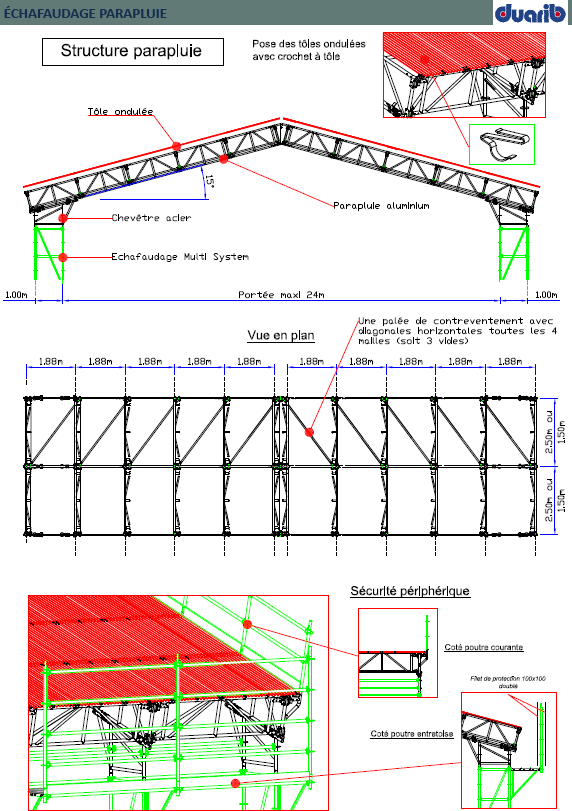 ÉCHAFAUDAGE PARAPLUIE
duarib
Structure parapluie
Pose des tôles ondulées
avec crochet à tôle
Tôle ondulée
15°
Parapluie aluminium
Chevêtre acier
Echafaudage Multi System
1.00m
Portée maxi 24m
1.00m
Vue en plan
Une palée de contreventement avec
diagonales horizontales toutes les 4
mailles (soit 3 vides)
1.88m 1.88m 1.88m 1.88m 1.88m 1.88m 1.88m 1.88m 1.88m 1.88m
2.50m ou
1.50m
2.50m ou
1.50m
Sécurité périphérique
Coté poutre courante
Filet de protection 100x100
doublé
Coté poutre entretoise